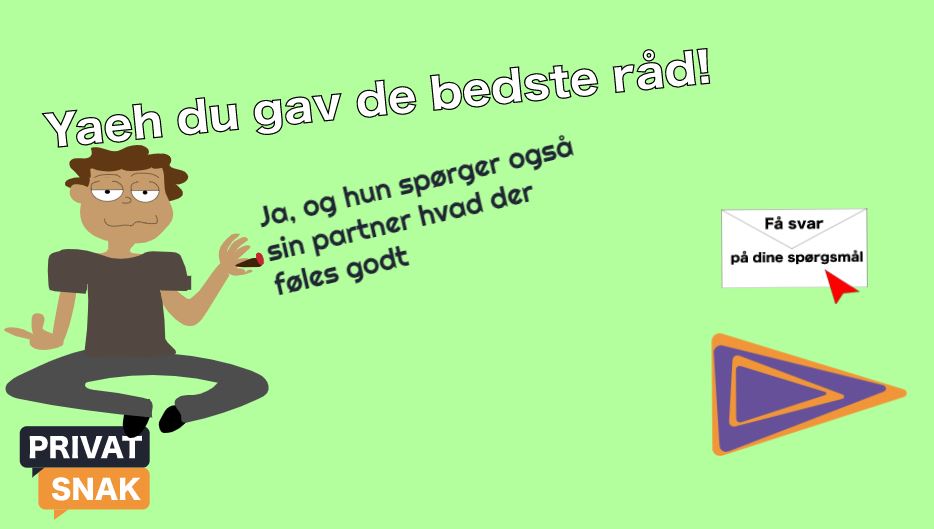 Yaeh du gav de bedste råd!
Ja, og hun spørger også
sin partner hvad der
føles godt
Få svar
på dine spørgsmål
PRIVAT
SNAK